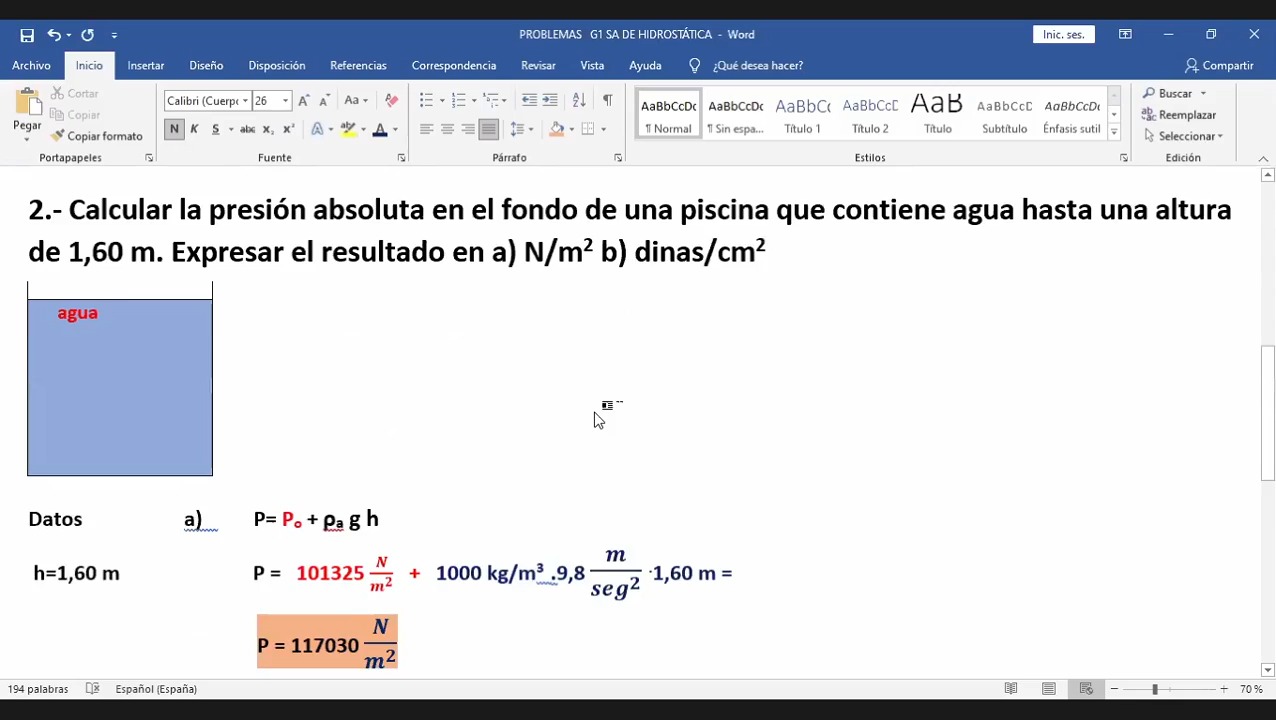 PROBLEMAS G1 SA DE HIDROSTÁTICA - Word
Inic. ses.
Archivo Inicio Insertar Diseño Disposición Referencias Correspondencia Revisar Vista Ayuda ¿Qué desea hacer? Compartir
Pegar
Cortar
Copiar
Copiar formato
Calibri (Cuerpo 26
N K S abc x₂ x²
AaBbCcDc AaBbCcDc AaBbCc AaBbCcD AaB AaBbCcD AaBbCcDc
¶ Normal ¶ Sin espa... Título 1 Título 2 Título Subtítulo Énfasis sutil
Buscar
Reemplazar
Seleccionar
Portapapeles Fuente Párrafo Estilos Edición
2.- Calcular la presión absoluta en el fondo de una piscina que contiene agua hasta una altura
de 1,60 m. Expresar el resultado en a) N/m² b) dinas/cm²
agua
Datos a) P= Pₒ + ρₐ g h
h=1,60 m P = 101325 N/m² + 1000 kg/m³ .9,8 m/seg² ·1,60 m =
P = 117030 N/m²
194 palabras Español (España) 70 %